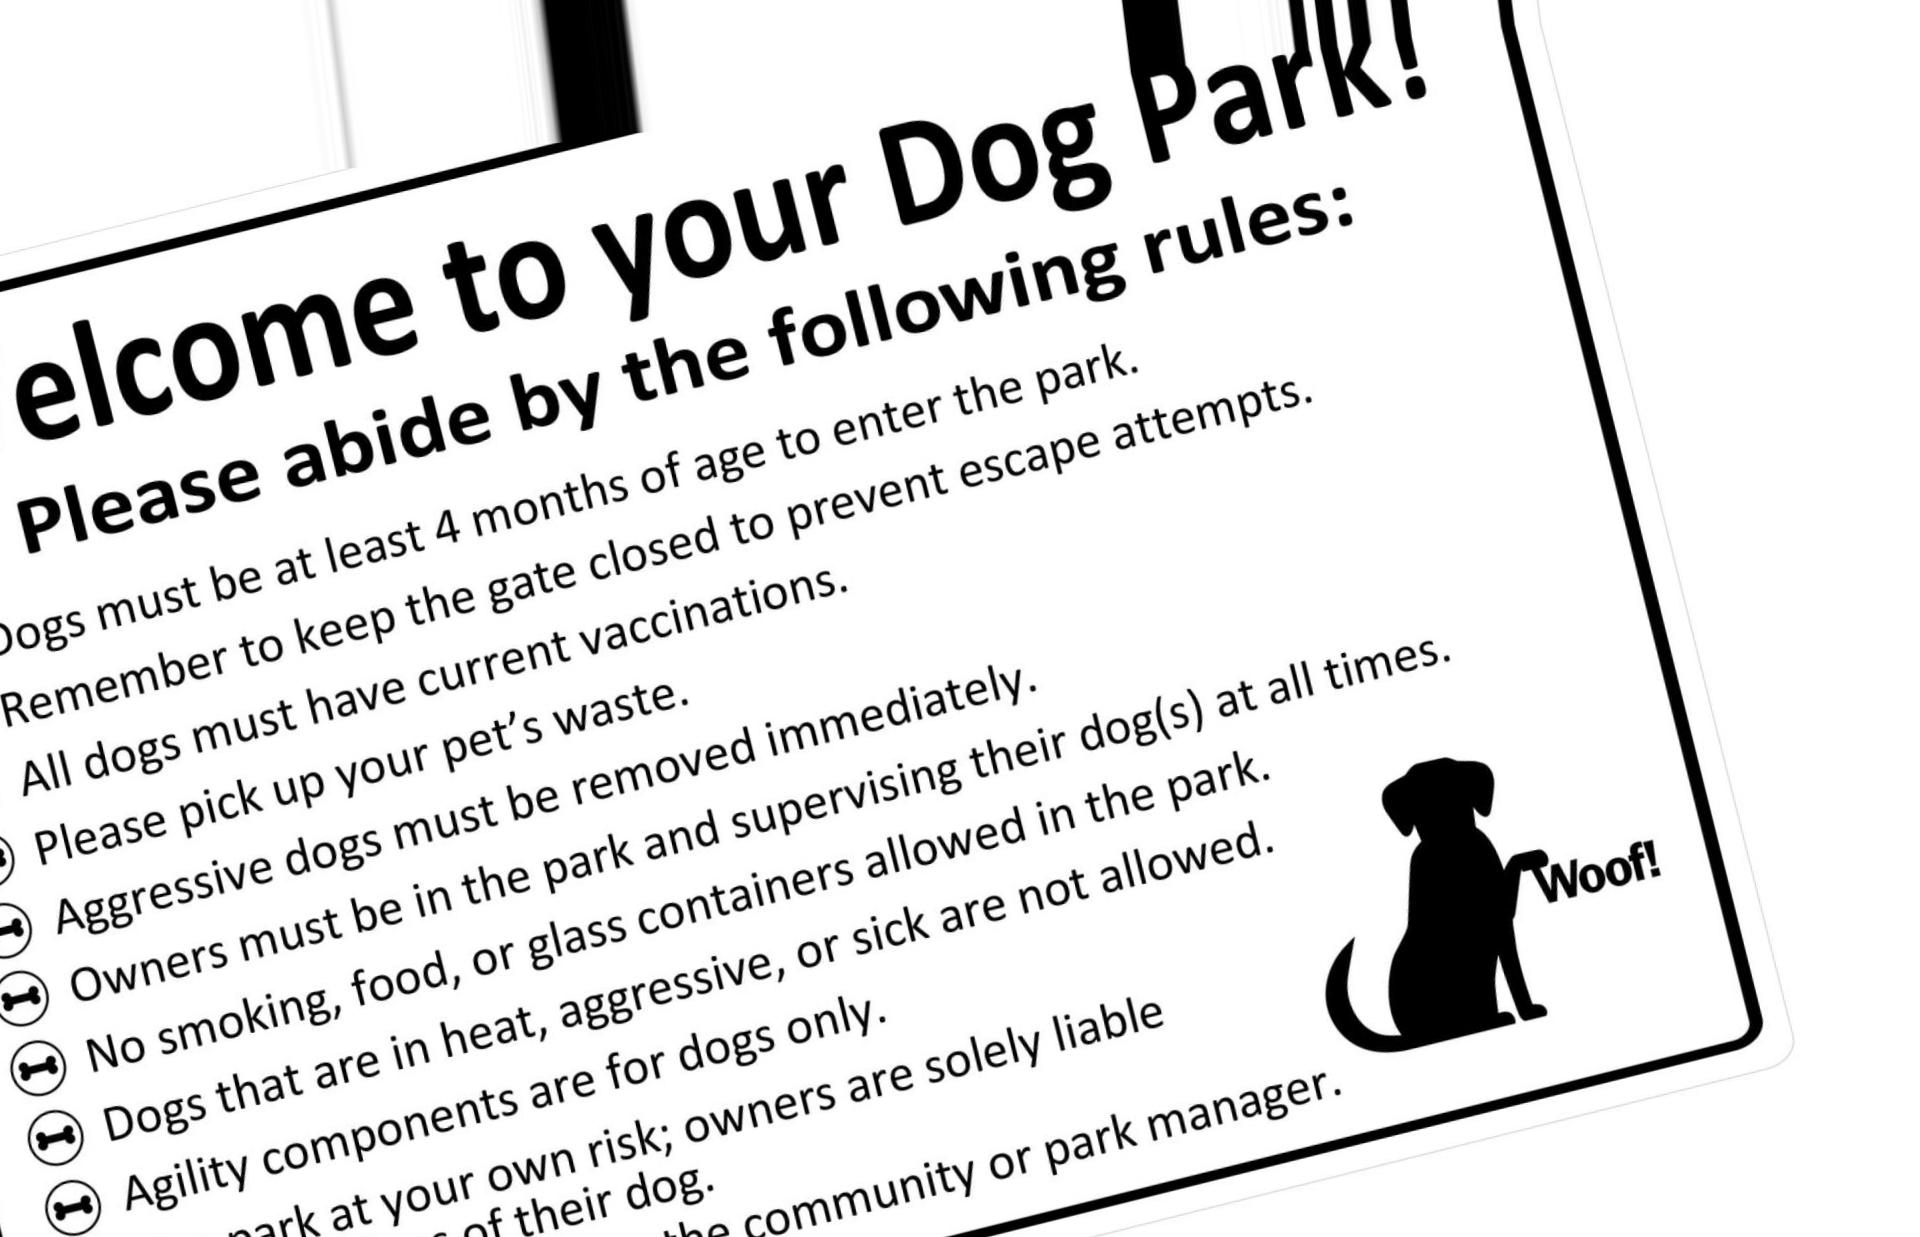 elcome to your Dog Park!
Please abide by the following rules:
Dogs must be at least 4 months of age to enter the park.
Remember to keep the gate closed to prevent escape attempts.
All dogs must have current vaccinations.
Please pick up your pet's waste.
Aggressive dogs must be removed immediately.
Owners must be in the park and supervising their dog(s) at all times.
No smoking, food, or glass containers allowed in the park.
Dogs that are in heat, aggressive, or sick are not allowed.
Agility components are for dogs only.
park at your own risk; owners are solely liable
of their dog.
the community or park manager.
Woof!